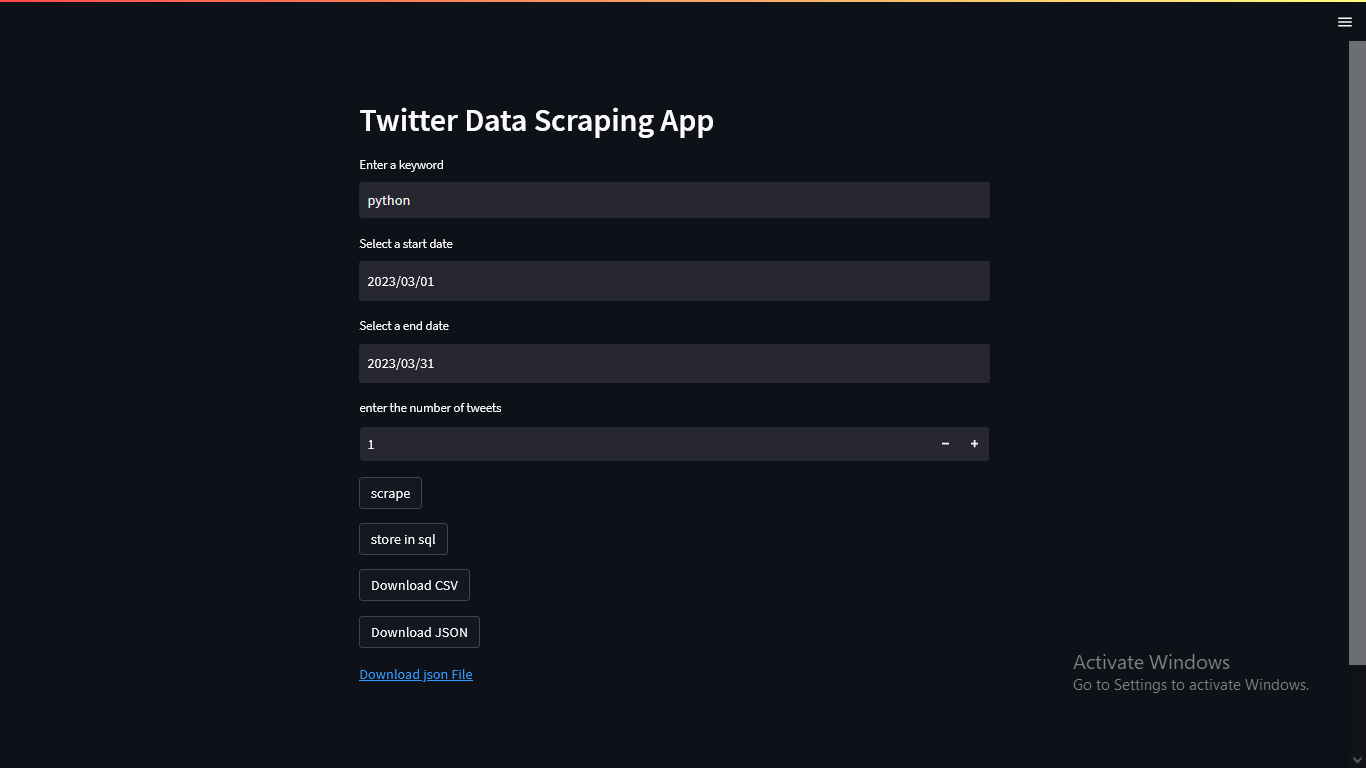 Twitter Data Scraping App
Enter a keyword
python
Select a start date
2023/03/01
Select a end date
2023/03/31
enter the number of tweets
1
scrape
store in sql
Download CSV
Download JSON
Download json File
Activate Windows
Go to Settings to activate Windows.